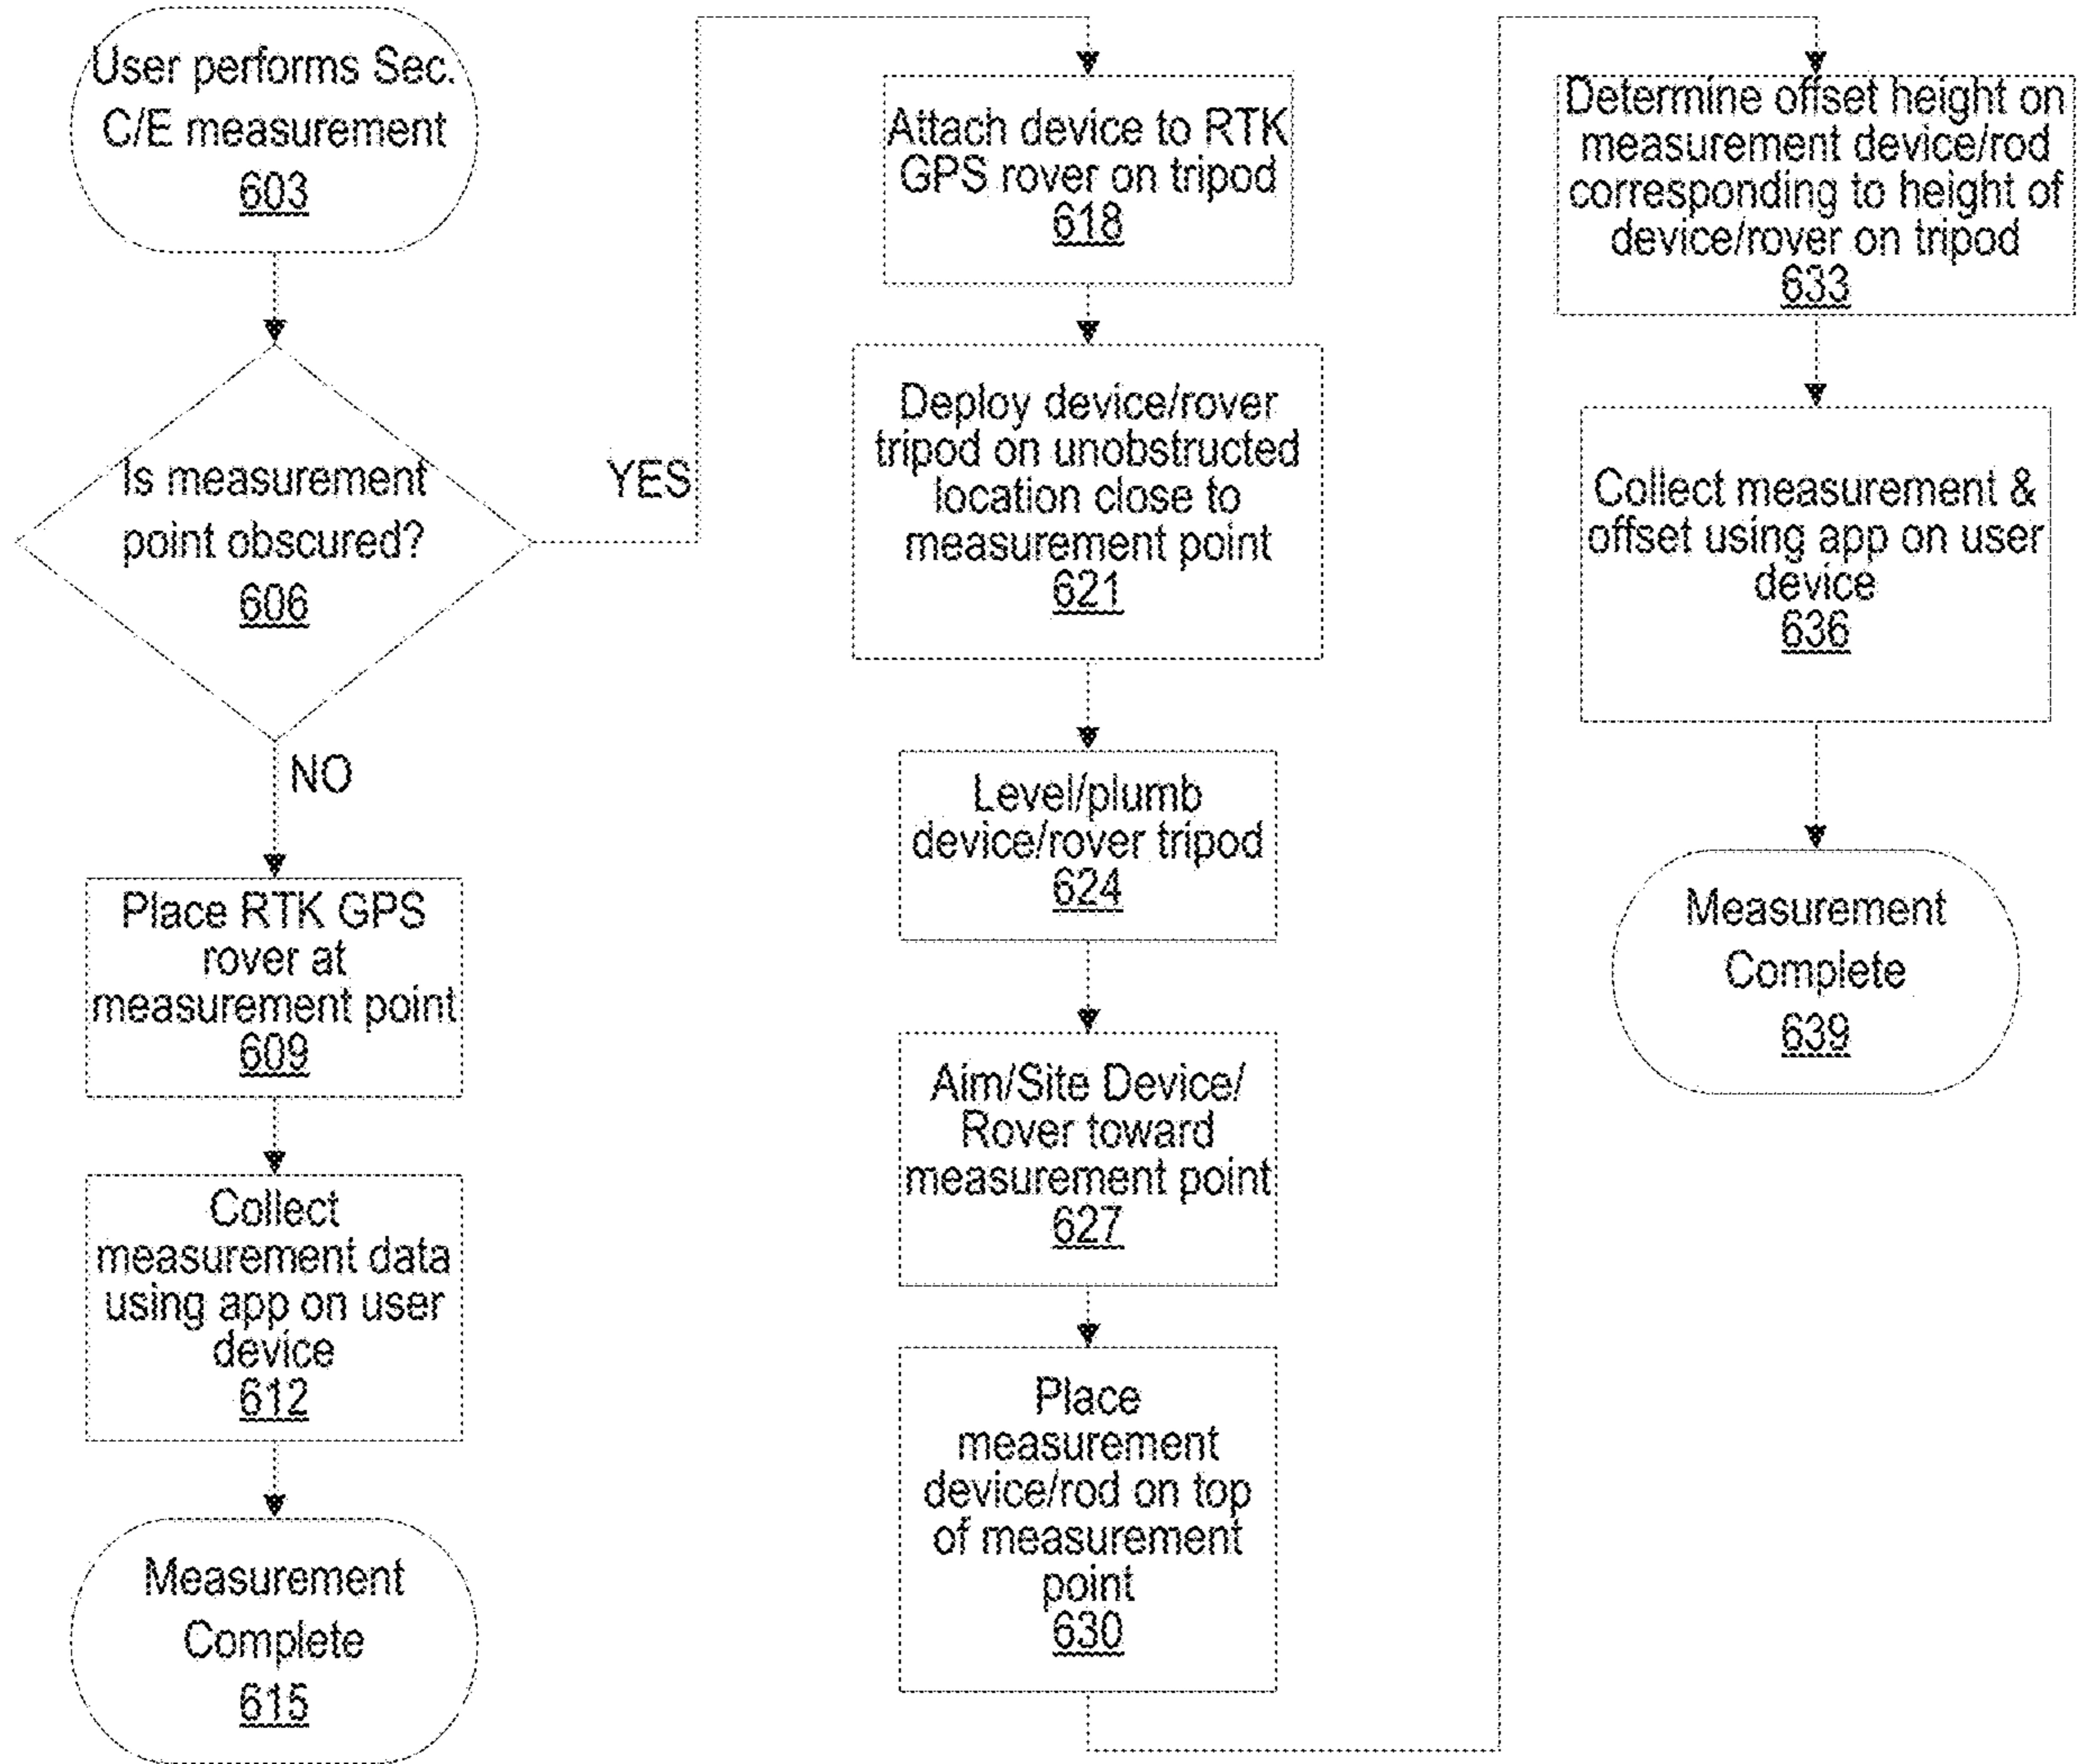 User performs Sec.
C/E measurement
603
Is measurement
point obscured?
606
YES
NO
Place RTK GPS
rover at
measurement point
609
Collect
measurement data
using app on user
device
612
Measurement
Complete
615
Attach device to RTK
GPS rover on tripod
618
Deploy device/rover
tripod on unobstructed
location close to
measurement point
621
Level/plumb
device/rover tripod
624
Aim/Site Device/
Rover toward
measurement point
627
Place
measurement
device/rod on top
of measurement
point
630
Determine offset height on
measurement device/rod
corresponding to height of
device/rover on tripod
633
Collect measurement &
offset using app on user
device
636
Measurement
Complete
639